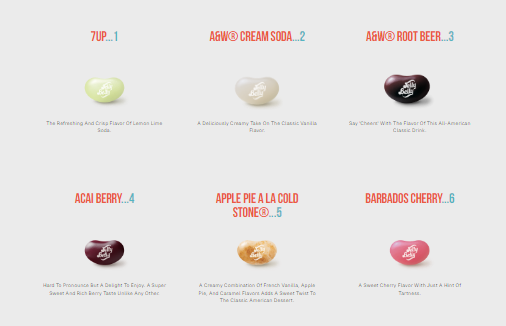 7UP...1
A&W® CREAM SODA...2
A&W® ROOT BEER...3
Jelly Belly
Jelly Belly
Jelly Belly
The Refreshing And Crisp Flavor Of Lemon Lime
Soda.
A Deliciously Creamy Take On The Classic Vanilla
Flavor.
Say 'Cheers' With The Flavor Of This All-American
Classic Drink.
ACAI BERRY...4
APPLE PIE A LA COLD
STONE®...5
BARBADOS CHERRY...6
Jelly Belly
Jelly Belly
Jelly Belly
Hard To Pronounce But A Delight To Enjoy, A Super
Sweet And Rich Berry Taste Unlike Any Other.
A Creamy Combination Of French Vanilla, Apple
Pie, And Caramel Flavors Adds A Sweet Twist To
The Classic American Dessert.
A Sweet Cherry Flavor With Just A Hint Of
Tartness.